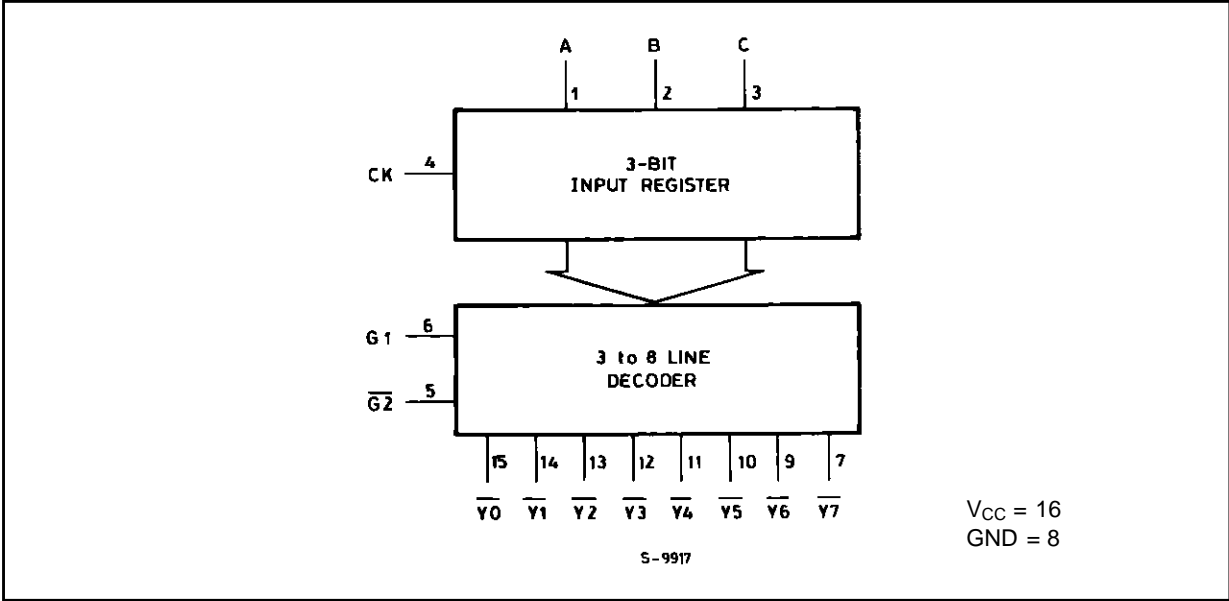 A B C
1 2 3
CK 4
3-BIT
INPUT REGISTER
G1 6
3 to 8 LINE
DECODER
G2̅ 5
15 14 13 12 11 10 9 7
Y0̅ Y1̅ Y2̅ Y3̅ Y4̅ Y5̅ Y6̅ Y7̅
VCC = 16
GND = 8
S-9917